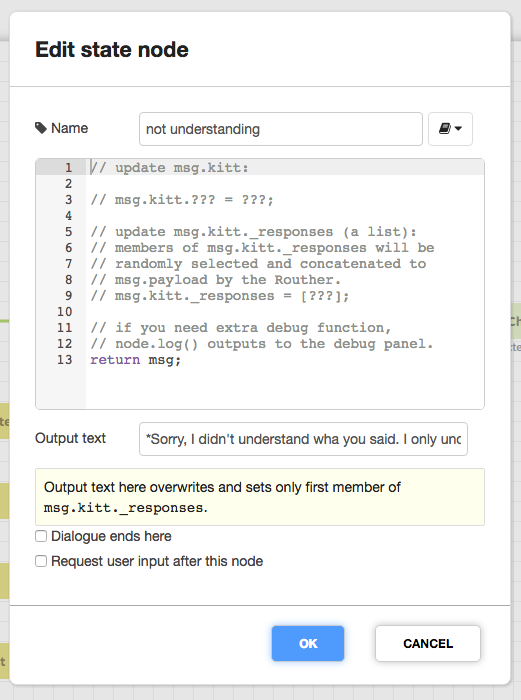 Edit state node
Name
not understanding
1 // update msg.kitt:
2
3 // msg.kitt.??? = ???;
4
5 // update msg.kitt._responses (a list):
6 // members of msg.kitt._responses will be
7 // randomly selected and concatenated to
8 // msg.payload by the Routher.
9 // msg.kitt._responses = [???];
10
11 // if you need extra debug function,
12 // node.log() outputs to the debug panel.
13 return msg;
Output text
*Sorry, I didn't understand wha you said. I only unc
Output text here overwrites and sets only first member of
msg.kitt._responses.
Dialogue ends here
Request user input after this node
OK
CANCEL